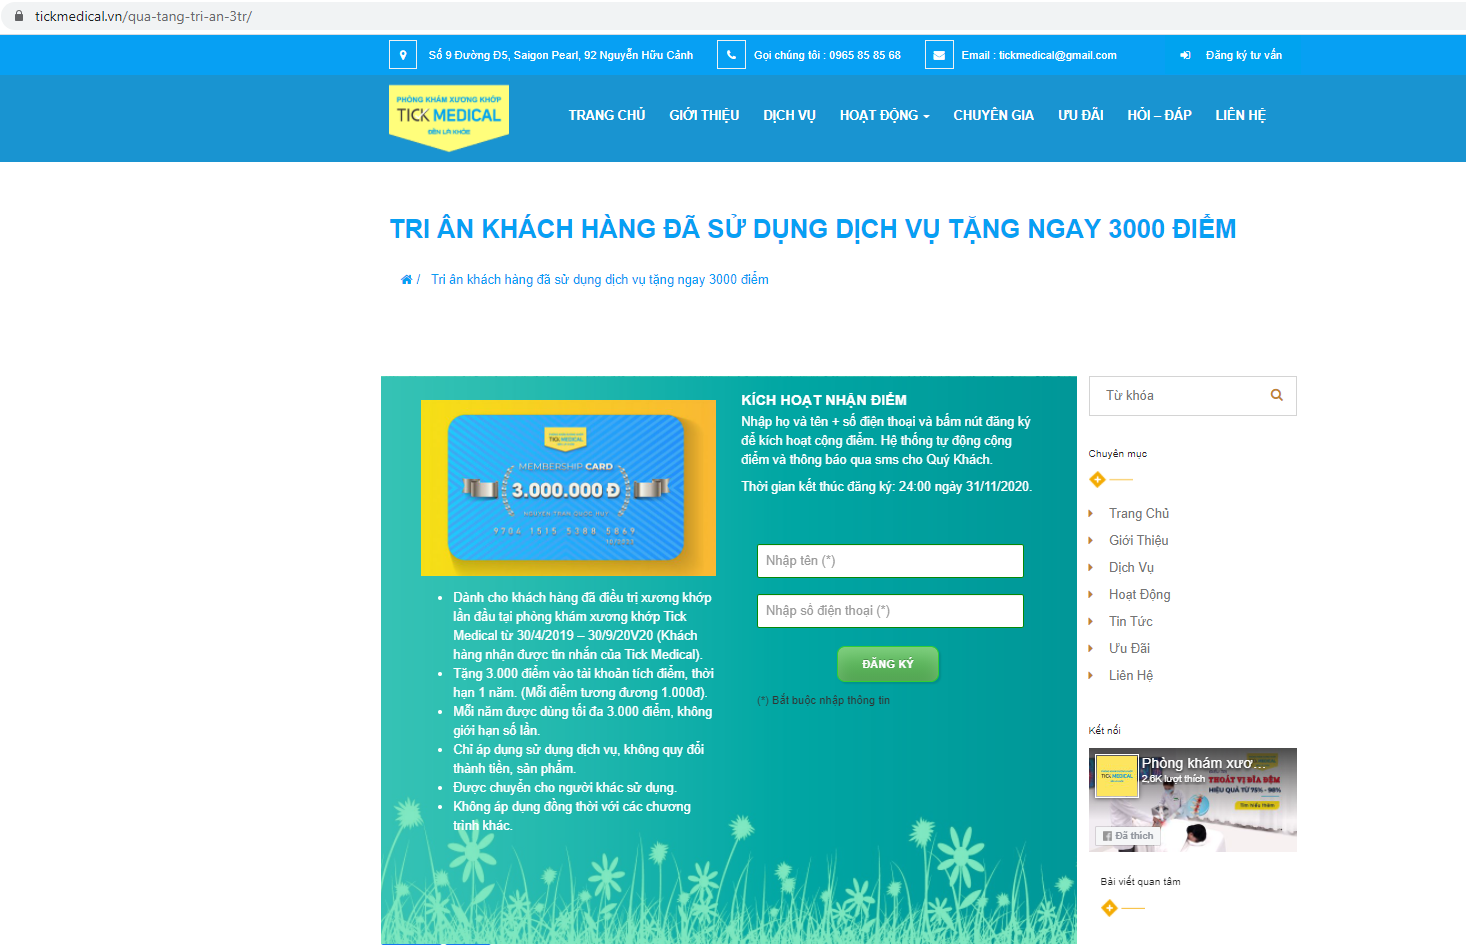 tickmedical.vn/qua-tang-tri-an-3tr/
Số 9 Đường Đ5, Saigon Pearl, 92 Nguyễn Hữu Cảnh
Gọi chúng tôi : 0965 85 85 68
Email : tickmedical@gmail.com
Đăng ký tư vấn
PHÒNG KHÁM XƯƠNG KHỚP
TICK MEDICAL
ĐẾN LÀ KHỎE
TRANG CHỦ
GIỚI THIỆU
DỊCH VỤ
HOẠT ĐỘNG
CHUYÊN GIA
ƯU ĐÃI
HỎI – ĐÁP
LIÊN HỆ
TRI ÂN KHÁCH HÀNG ĐÃ SỬ DỤNG DỊCH VỤ TẶNG NGAY 3000 ĐIỂM
/ Tri ân khách hàng đã sử dụng dịch vụ tặng ngay 3000 điểm
TICK MEDICAL
MEMBERSHIP CARD
3.000.000 Đ
NGUYEN TRAN QUOC HUY
9704 1515 5388 5869
Dành cho khách hàng đã điều trị xương khớp
lần đầu tại phòng khám xương khớp Tick
Medical từ 30/4/2019 – 30/9/20V20 (Khách
hàng nhận được tin nhắn của Tick Medical).
Tặng 3.000 điểm vào tài khoản tích điểm, thời
hạn 1 năm. (Mỗi điểm tương đương 1.000đ).
Mỗi năm được dùng tối đa 3.000 điểm, không
giới hạn số lần.
Chỉ áp dụng sử dụng dịch vụ, không quy đổi
thành tiền, sản phẩm.
Được chuyển cho người khác sử dụng.
Không áp dụng đồng thời với các chương
trình khác.
KÍCH HOẠT NHẬN ĐIỂM
Nhập họ và tên + số điện thoại và bấm nút đăng ký
để kích hoạt cộng điểm. Hệ thống tự động cộng
điểm và thông báo qua sms cho Quý Khách.
Thời gian kết thúc đăng ký: 24:00 ngày 31/11/2020.
Nhập tên (*)
Nhập số điện thoại (*)
ĐĂNG KÝ
(*) Bắt buộc nhập thông tin
Từ khóa
Chuyên mục
Trang Chủ
Giới Thiệu
Dịch Vụ
Hoạt Động
Tin Tức
Ưu Đãi
Liên Hệ
Kết nối
TICK MEDICAL
Phòng khám xươ...
2,6K lượt thích
THOÁT VỊ ĐĨA ĐỆM
HIỆU QUẢ TỪ 75% - 90%
Tìm hiểu thêm
Đã thích
Bài viết quan tâm